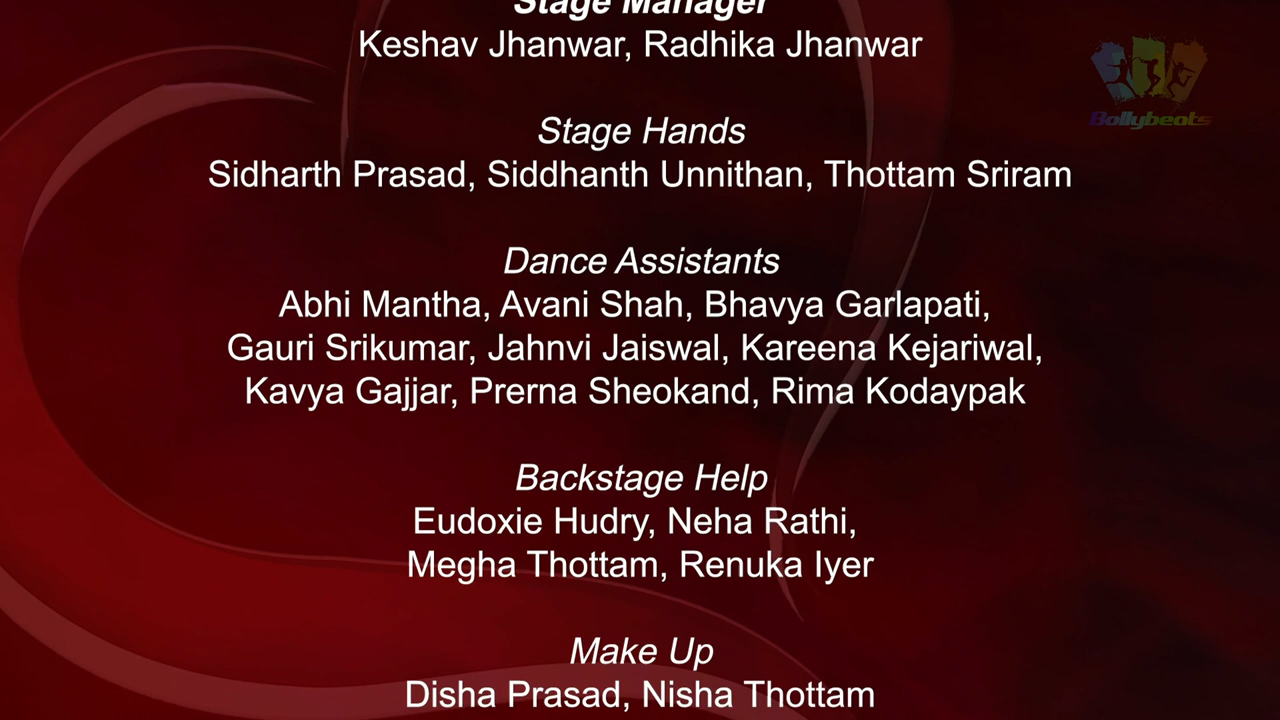 Stage Manager
Keshav Jhanwar, Radhika Jhanwar
Bollybeats
Stage Hands
Sidharth Prasad, Siddhanth Unnithan, Thottam Sriram
Dance Assistants
Abhi Mantha, Avani Shah, Bhavya Garlapati,
Gauri Srikumar, Jahnvi Jaiswal, Kareena Kejariwal,
Kavya Gajjar, Prerna Sheokand, Rima Kodaypak
Backstage Help
Eudoxie Hudry, Neha Rathi,
Megha Thottam, Renuka Iyer
Make Up
Disha Prasad, Nisha Thottam